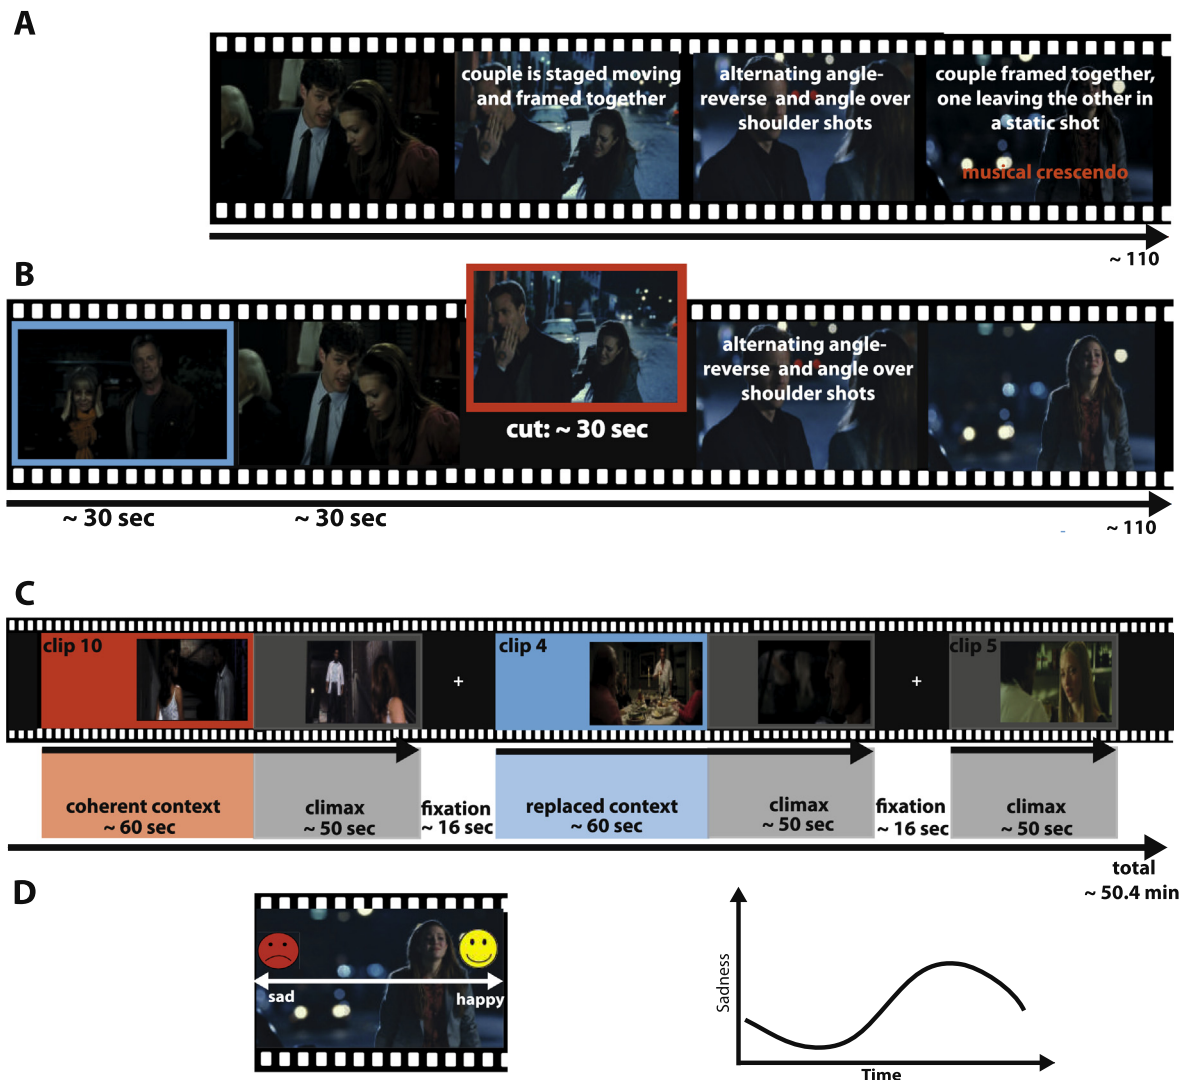 A
couple is staged moving
and framed together
alternating angle-
reverse and angle over
shoulder shots
couple framed together,
one leaving the other in
a static shot
musical crescendo
~ 110
B
cut: ~ 30 sec
alternating angle-
reverse and angle over
shoulder shots
~ 30 sec
~ 30 sec
~ 110
C
clip 10
clip 4
clip 5
+
+
coherent context
~ 60 sec
climax
~ 50 sec
fixation
~ 16 sec
replaced context
~ 60 sec
climax
~ 50 sec
fixation
~ 16 sec
climax
~ 50 sec
total
~ 50.4 min
D
sad
happy
Sadness
Time